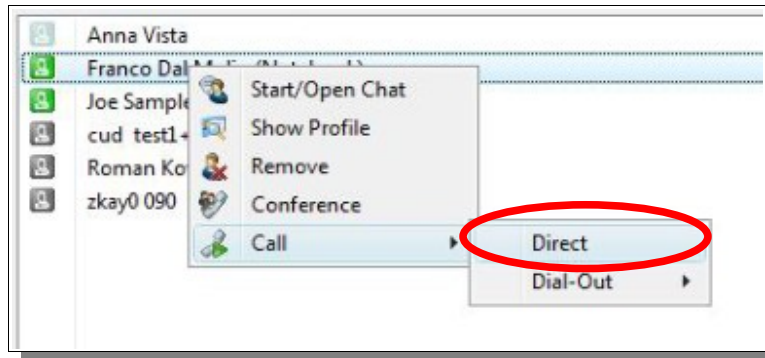 Anna Vista
Franco Dal
Start/Open Chat
Joe Sample
Show Profile
cud test1+
Remove
Roman Ko
Conference
zkay0 090
Call
Direct
Dial-Out